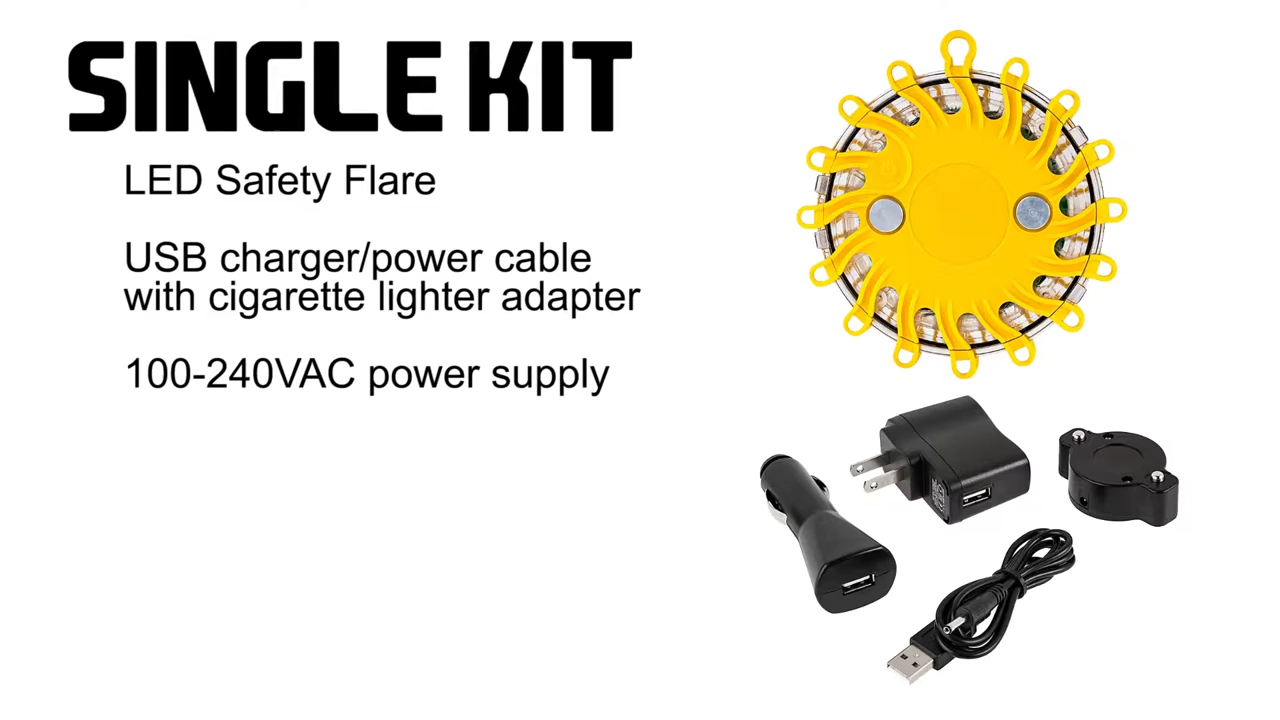 SINGLE KIT
LED Safety Flare
USB charger/power cable
with cigarette lighter adapter
100-240VAC power supply